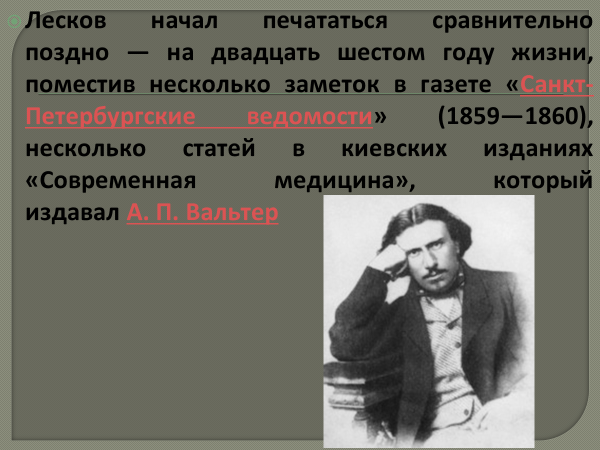 Лесков начал печататься сравнительно
поздно — на двадцать шестом году жизни,
поместив несколько заметок в газете «Санкт-
Петербургские ведомости» (1859—1860),
несколько статей в киевских изданиях
«Современная медицина», который
издавал А. П. Вальтер